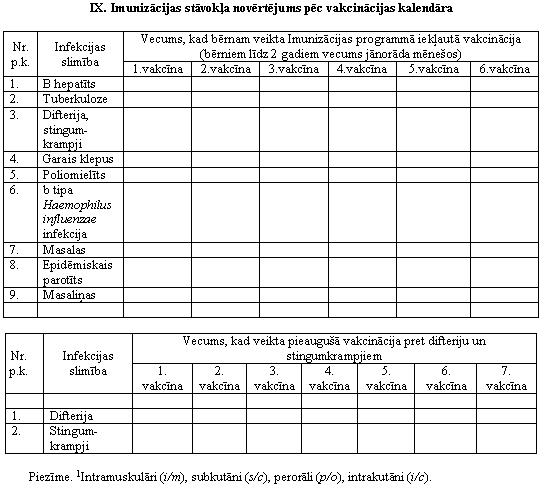 IX. Imunizācijas stāvokļa novērtējums pēc vakcinācijas kalendāra
Nr. p.k.
Infekcijas slimība
Vecums, kad bērnam veikta Imunizācijas programmā iekļautā vakcinācija
(bērniem līdz 2 gadiem vecums jānorāda mēnešos)
1.vakcīna 2.vakcīna 3.vakcīna 4.vakcīna 5.vakcīna 6.vakcīna
1. B hepatīts
2. Tuberkuloze
3. Difterija,
stingum-
krampji
4. Garais klepus
5. Poliomielīts
6. b tipa
Haemophilus
influenzae
infekcija
7. Masalas
8. Epidēmiskais
parotīts
9. Masaliņas
Nr.
p.k.
Infekcijas
slimība
Vecums, kad veikta pieaugušā vakcinācija pret difteriju un
stingumkrampjiem
1. 2. 3. 4. 5. 6. 7.
vakcīna vakcīna vakcīna vakcīna vakcīna vakcīna vakcīna
1. Difterija
2. Stingum-
krampji
Piezīme. ¹Intramuskulāri (i/m), subkutāni (s/c), perorāli (p/o), intrakutāni (i/c).